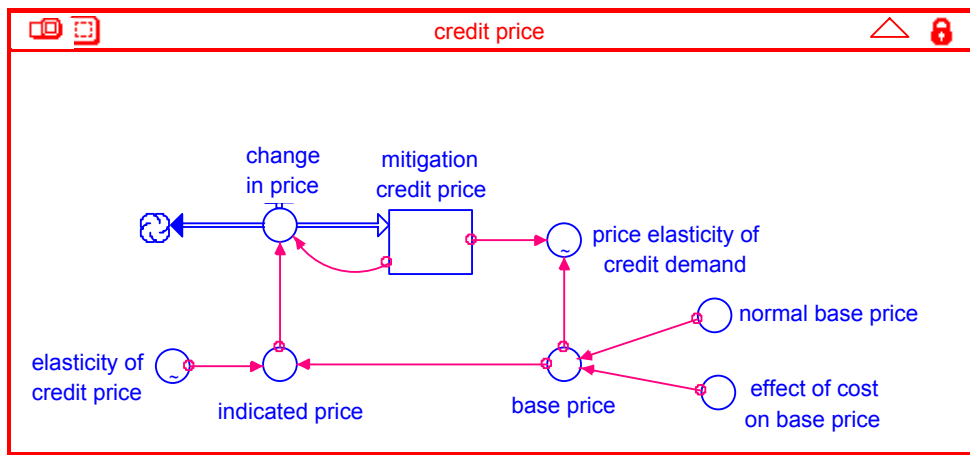 credit price
change
in price
mitigation
credit price
price elasticity of
credit demand
normal base price
elasticity of
credit price
indicated price
base price
effect of cost
on base price
~
~